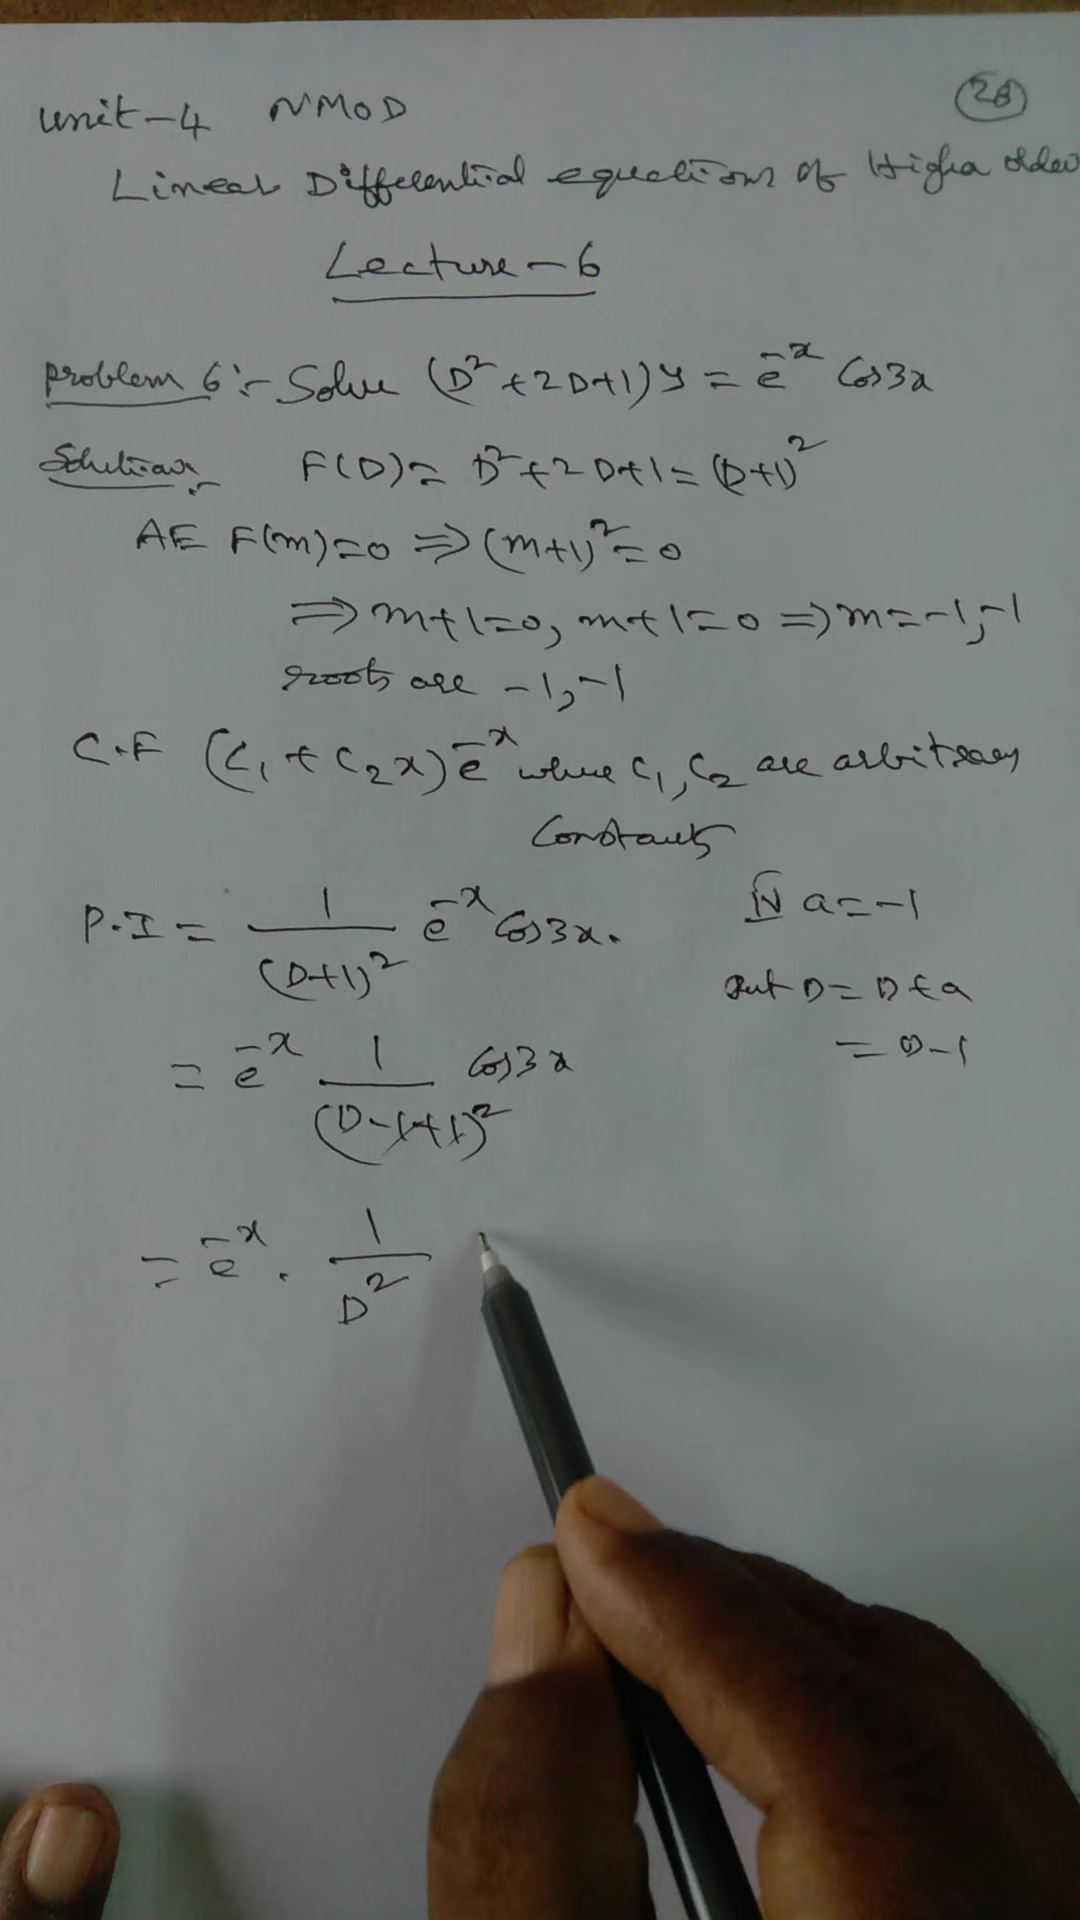 28
Unit-4 NMOD
Linear Differential equations of Higher order
Lecture-6
Problem 6:- Solve (D²+2D+1)y = e⁻ˣ Cos3x
Solution:- F(D) = D²+2D+1 = (D+1)²
AE F(m)=0 ⇒ (m+1)²=0
⇒ m+1=0, m+1=0 ⇒ m=-1,-1
roots are -1,-1
C.F (C₁+C₂x)e⁻ˣ where C₁, C₂ are arbitrary
Constants
P.I = 1/(D+1)² e⁻ˣ Cos3x. IV a=-1
put D = D+a
= e⁻ˣ 1/(D-1+1)² Cos3x = D-1
= e⁻ˣ. 1/D²